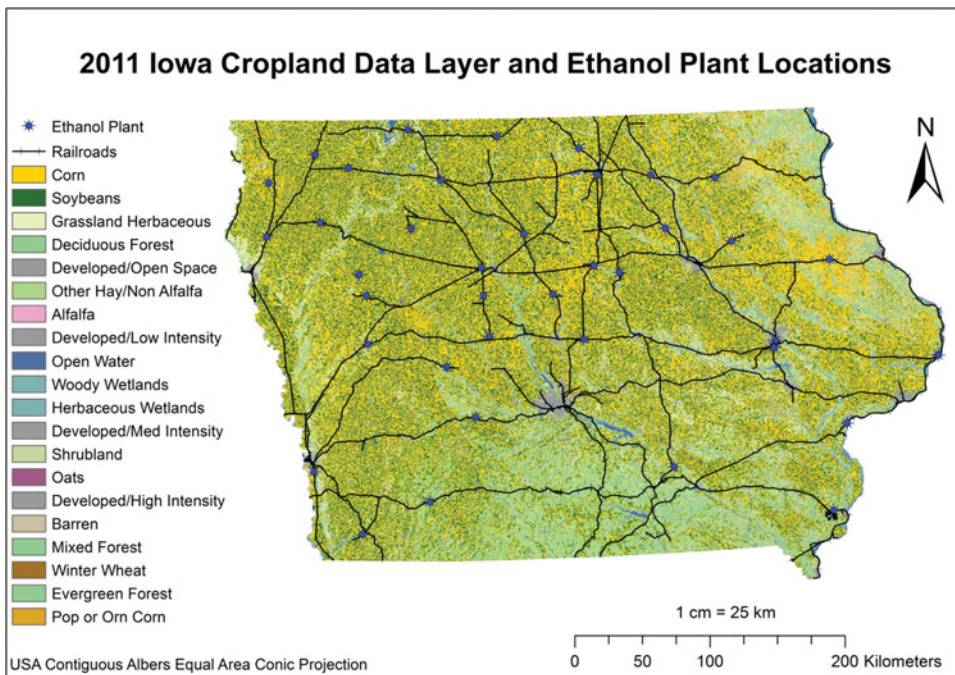 2011 Iowa Cropland Data Layer and Ethanol Plant Locations
Ethanol Plant
Railroads
Corn
Soybeans
Grassland Herbaceous
Deciduous Forest
Developed/Open Space
Other Hay/Non Alfalfa
Alfalfa
Developed/Low Intensity
Open Water
Woody Wetlands
Herbaceous Wetlands
Developed/Med Intensity
Shrubland
Oats
Developed/High Intensity
Barren
Mixed Forest
Winter Wheat
Evergreen Forest
Pop or Orn Corn
N
1 cm = 25 km
0 50 100 200 Kilometers
USA Contiguous Albers Equal Area Conic Projection